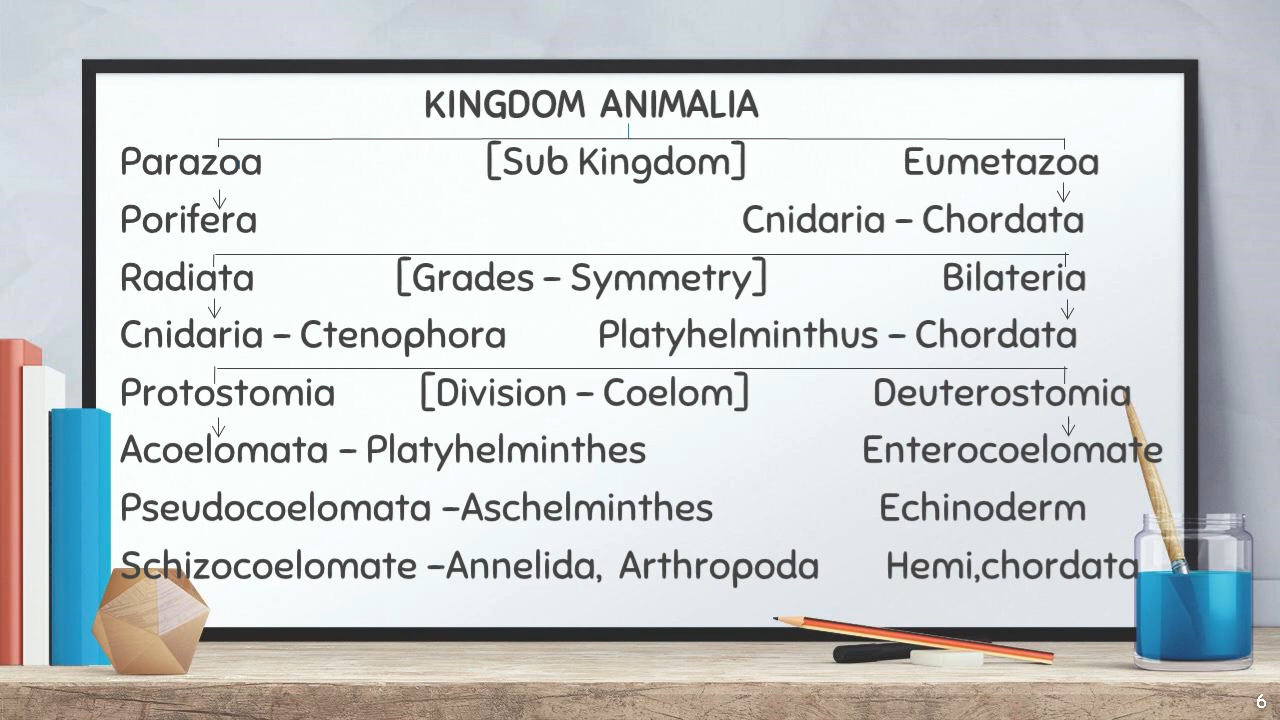 KINGDOM ANIMALIA
Parazoa [Sub Kingdom] Eumetazoa
Porifera Cnidaria – Chordata
Radiata [Grades – Symmetry] Bilateria
Cnidaria – Ctenophora Platyhelminthus – Chordata
Protostomia [Division – Coelom] Deuterostomia
Acoelomata – Platyhelminthes Enterocoelomate
Pseudocoelomata –Aschelminthes Echinoderm
Schizocoelomate –Annelida, Arthropoda Hemi,chordata
6